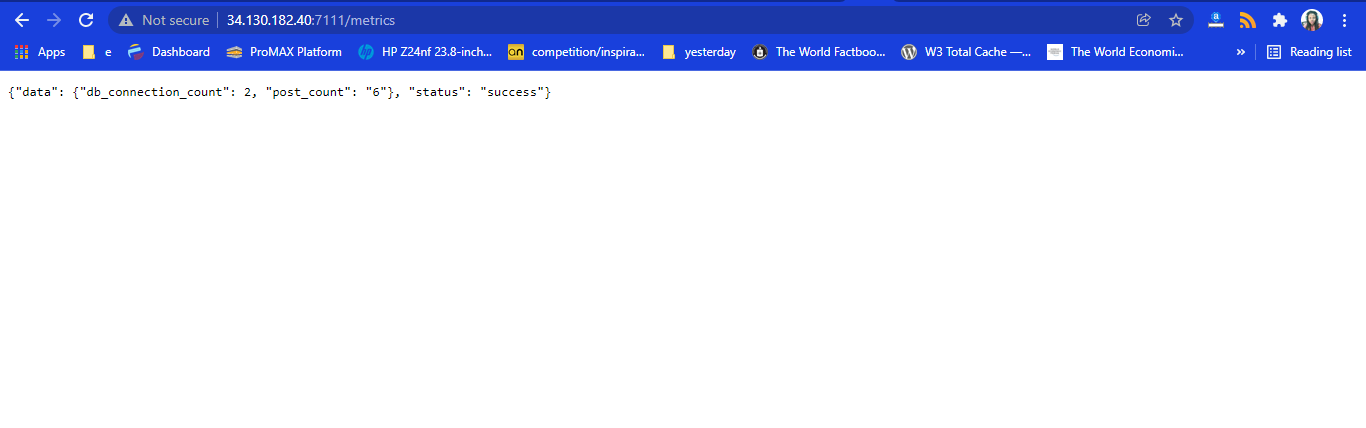 Not secure 34.130.182.40:7111/metrics
Apps e Dashboard ProMAX Platform hp HP Z24nf 23.8-inch... an competition/inspira... yesterday The World Factboo... W3 Total Cache —... The World Economi... » Reading list
{"data": {"db_connection_count": 2, "post_count": "6"}, "status": "success"}